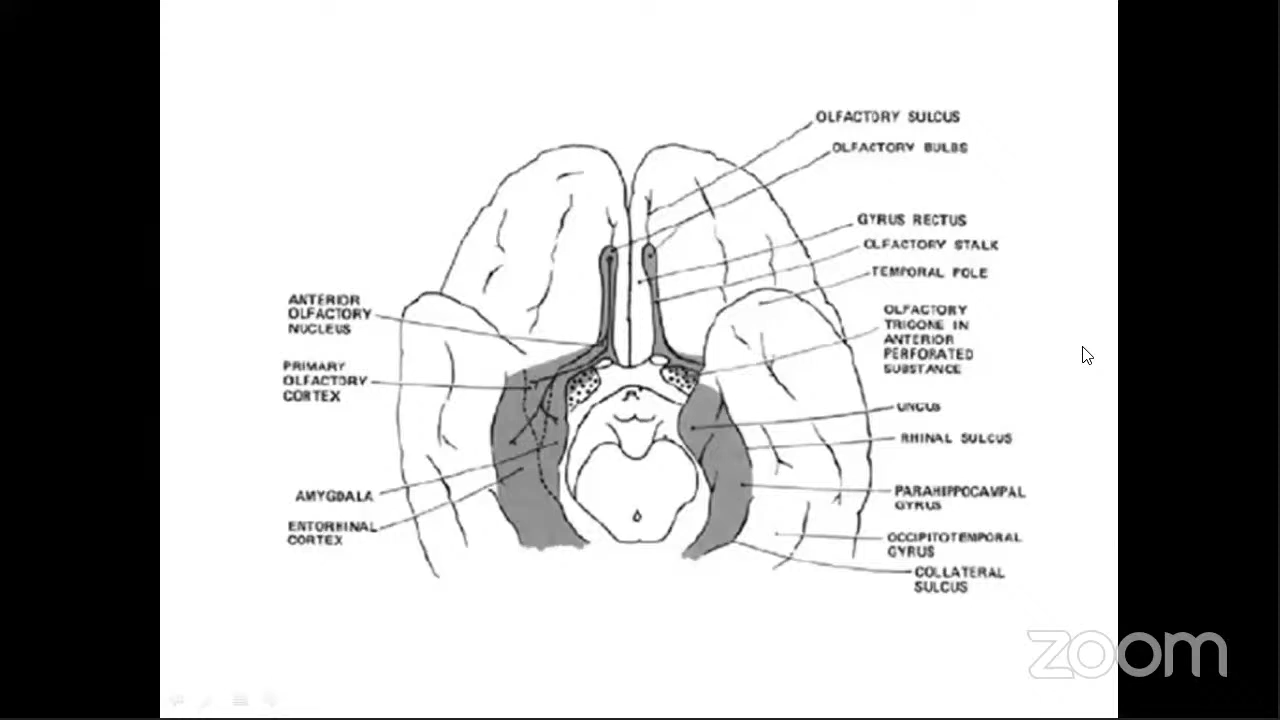 OLFACTORY SULCUS
OLFACTORY BULBS
GYRUS RECTUS
OLFACTORY STALK
TEMPORAL POLE
OLFACTORY
TRIGONE IN
ANTERIOR
PERFORATED
SUBSTANCE
UNCUS
RHINAL SULCUS
PARAHIPPOCAMPAL
GYRUS
OCCIPITOTEMPORAL
GYRUS
COLLATERAL
SULCUS
ANTERIOR
OLFACTORY
NUCLEUS
PRIMARY
OLFACTORY
CORTEX
AMYGDALA
ENTORHINAL
CORTEX
zoom